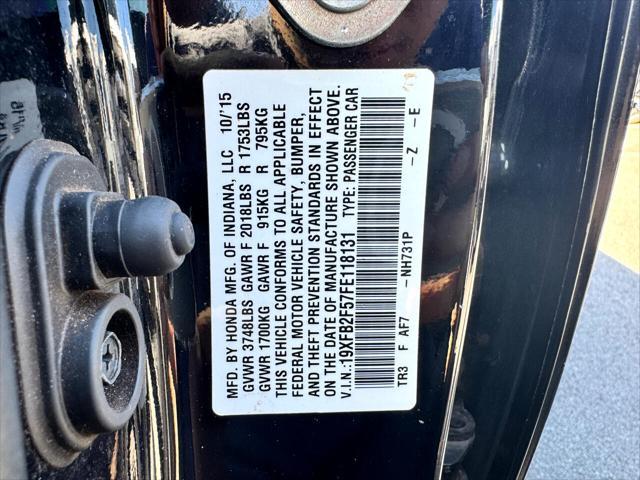 MFD. BY HONDA MFG. OF INDIANA, LLC 10/'15
GVWR 3748LBS GAWR F 2018LBS R 1753LBS
GVWR 1700KG GAWR F 915KG R 795KG
THIS VEHICLE CONFORMS TO ALL APPLICABLE
FEDERAL MOTOR VEHICLE SAFETY, BUMPER,
AND THEFT PREVENTION STANDARDS IN EFFECT
ON THE DATE OF MANUFACTURE SHOWN ABOVE.
V.I.N.:19XFB2F57FE118131 TYPE: PASSENGER CAR
TR3 F AF7 -NH731P -Z -E